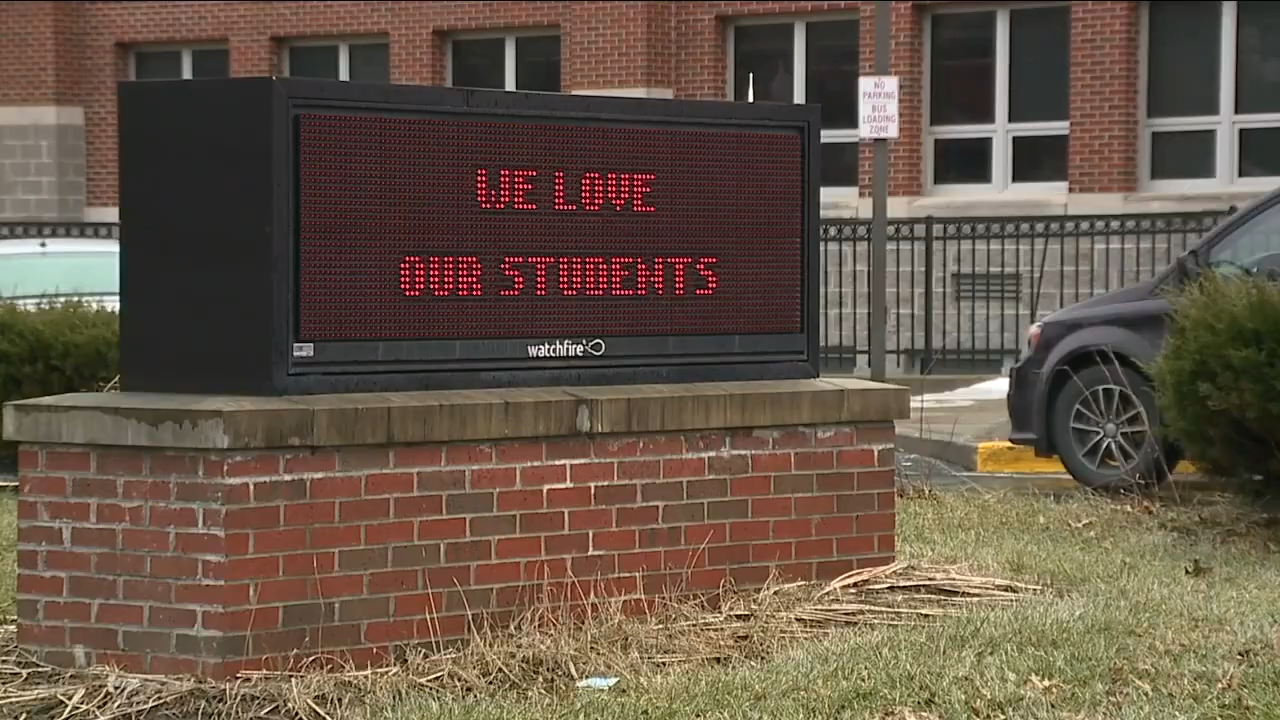 WE LOVE
OUR STUDENTS
watchfire
NO
PARKING
BUS
LOADING
ZONE